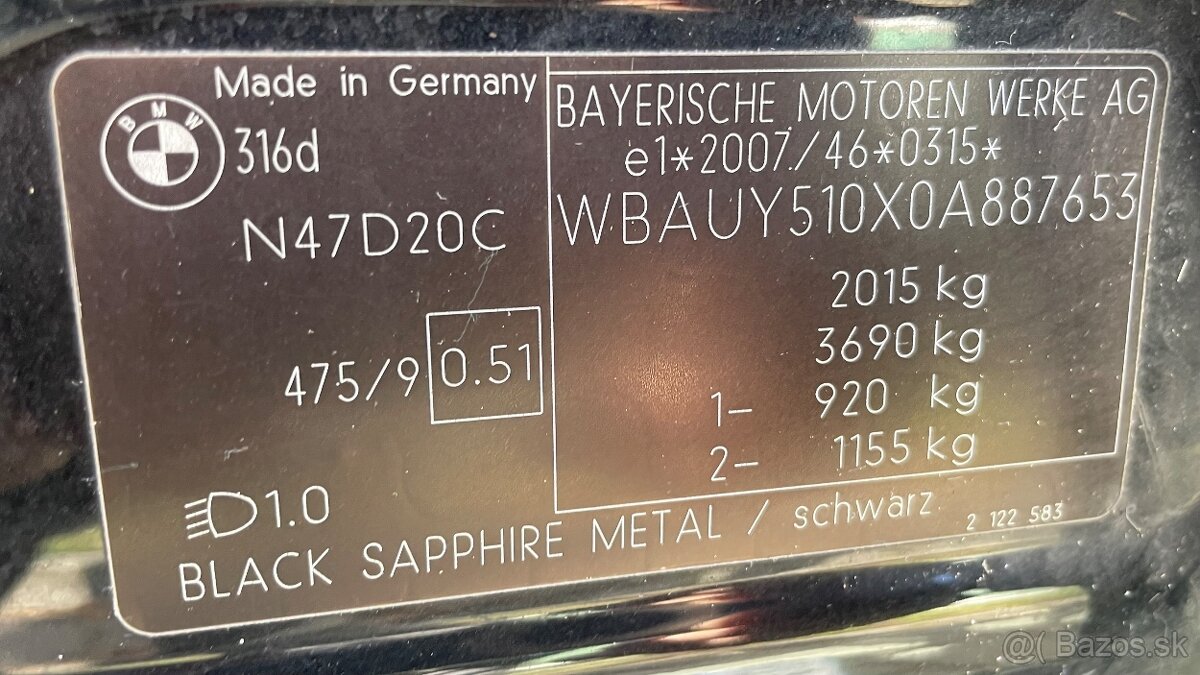 Made in Germany
BMW
316d
N47D20C
475/9 0.51
1.0
BAYERISCHE MOTOREN WERKE AG
e1*2007/46*0315*
WBAUY510X0A887653
2015 kg
3690 kg
1- 920 kg
2- 1155 kg
BLACK SAPPHIRE METAL / schwarz
2 122 583
@( Bazos.sk